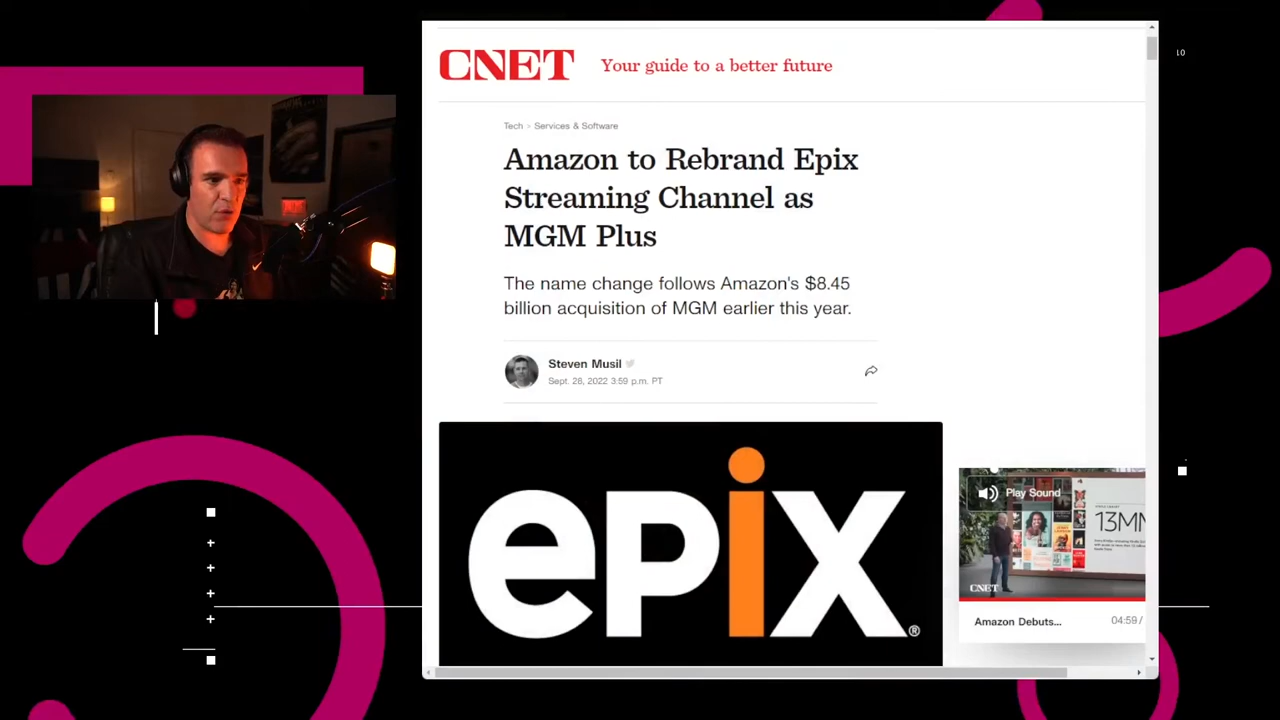 CNET
Your guide to a better future
01
Tech > Services & Software
Amazon to Rebrand Epix
Streaming Channel as
MGM Plus
The name change follows Amazon's $8.45
billion acquisition of MGM earlier this year.
Steven Musil
Sept. 28, 2022 3:59 p.m. PT
epix®
Play Sound
13MN
CNET
Amazon Debuts...
04:59 /